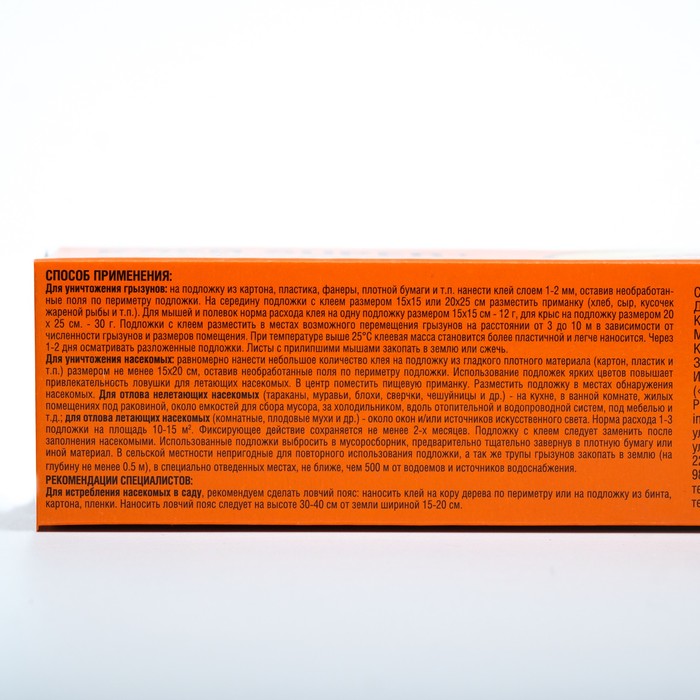 СПОСОБ ПРИМЕНЕНИЯ:
Для уничтожения грызунов: на подложку из картона, пластика, фанеры, плотной бумаги и т.п. нанести клей слоем 1-2 мм, оставив необработан-
ные поля по периметру подложки. На середину подложки с клеем размером 15х15 или 20х25 см разместить приманку (хлеб, сыр, кусочек
жареной рыбы и т.п.). Для мышей и полевок норма расхода клея на одну подложку размером 15х15 см - 12 г, для крыс на подложку размером 20
х 25 см. - 30 г. Подложки с клеем разместить в местах возможного перемещения грызунов на расстоянии от 3 до 10 м в зависимости от
численности грызунов и размеров помещения. При температуре выше 25°С клеевая масса становится более пластичной и легче наносится. Через
1-2 дня осматривать разложенные подложки. Листы с прилипшими мышами закопать в землю или сжечь.
Для уничтожения насекомых: равномерно нанести небольшое количество клея на подложку из гладкого плотного материала (картон, пластик и
т.п.) размером не менее 15х20 см, оставив необработанные поля по периметру подложки. Использование подложек ярких цветов повышает
привлекательность ловушки для летающих насекомых. В центр поместить пищевую приманку. Разместить подложку в местах обнаружения
насекомых. Для отлова нелетающих насекомых (тараканы, муравьи, блохи, сверчки, чешуйницы и др.) - на кухне, в ванной комнате, жилых
помещениях под раковиной, около емкостей для сбора мусора, за холодильником, вдоль отопительной и водопроводной систем, под мебелью и
т.д.; для отлова летающих насекомых (комнатные, плодовые мухи и др.) - около окон и/или источников искусственного света. Норма расхода 1-3
подложки на площадь 10-15 м². Фиксирующее действие сохраняется не менее 2-х месяцев. Подложку с клеем следует заменить после
заполнения насекомыми. Использованные подложки выбросить в мусоросборник, предварительно тщательно завернув в плотную бумагу или
иной материал. В сельской местности непригодные для повторного использования подложки, а так же трупы грызунов закопать в землю (на
глубину не менее 0.5 м), в специально отведенных местах, не ближе, чем 500 м от водоемов и источников водоснабжения.
РЕКОМЕНДАЦИИ СПЕЦИАЛИСТОВ:
Для истребления насекомых в саду, рекомендуем сделать ловчий пояс: наносить клей на кору дерева по периметру или на подложку из бинта,
картона, пленки. Наносить ловчий пояс следует на высоте 30-40 см от земли шириной 15-20 см.